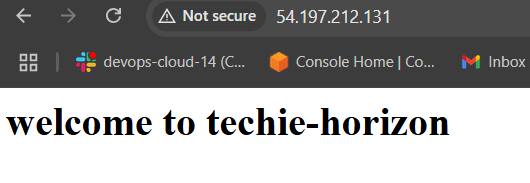 Not secure 54.197.212.131
devops-cloud-14 (C... Console Home | Co... Inbox
welcome to techie-horizon